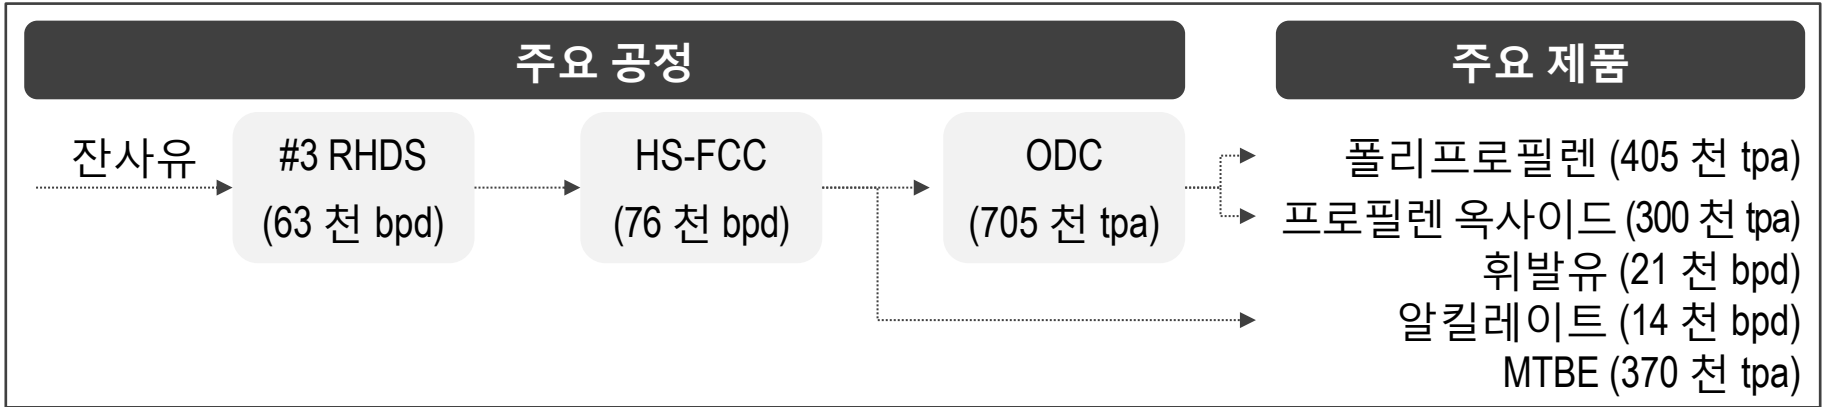 주요 공정
주요 제품
잔사유
#3 RHDS
(63 천 bpd)
HS-FCC
(76 천 bpd)
ODC
(705 천 tpa)
폴리프로필렌 (405 천 tpa)
프로필렌 옥사이드 (300 천 tpa)
휘발유 (21 천 bpd)
알킬레이트 (14 천 bpd)
MTBE (370 천 tpa)